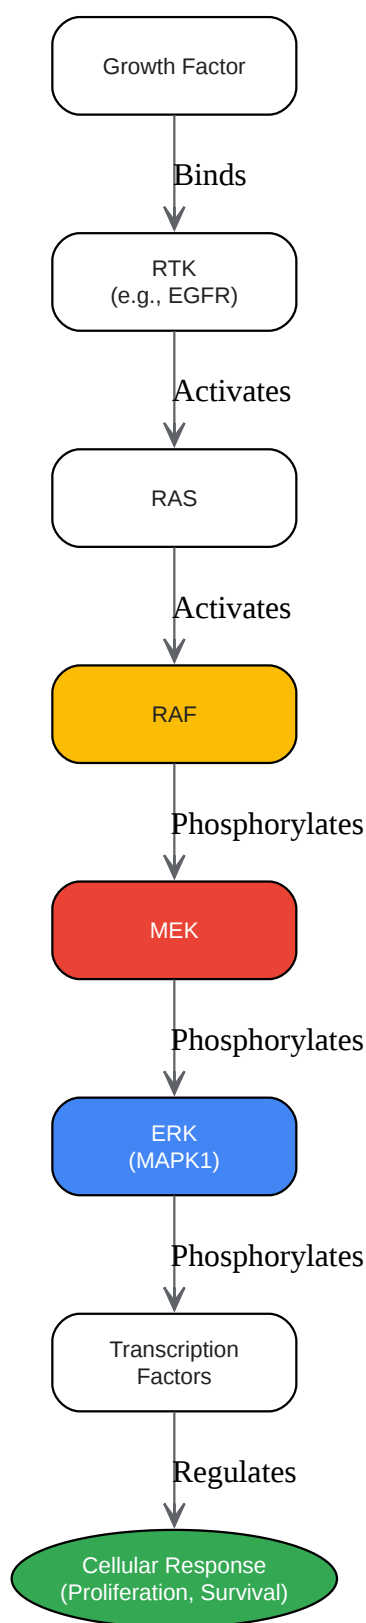 Growth Factor
Binds
RTK
(e.g., EGFR)
Activates
RAS
Activates
RAF
Phosphorylates
MEK
Phosphorylates
ERK
(MAPK1)
Phosphorylates
Transcription
Factors
Regulates
Cellular Response
(Proliferation, Survival)